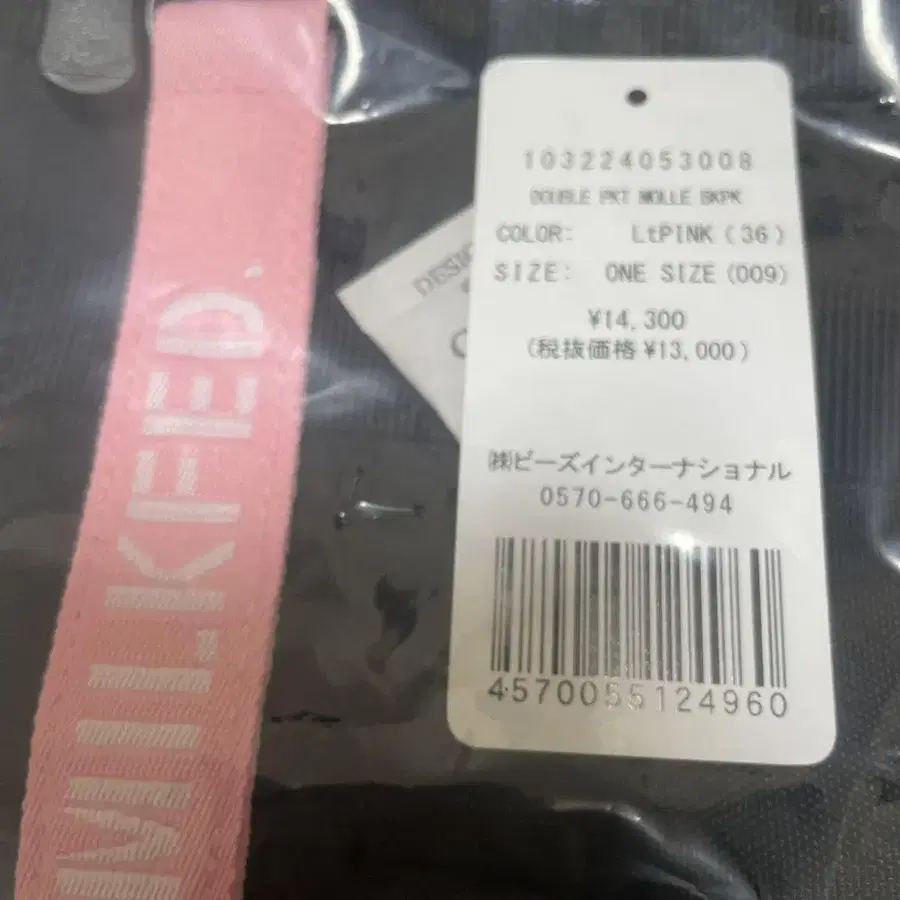 MILKFED.
DESIG
103224053008
DOUBLE PKT MOLLE BKPK
COLOR: LtPINK(36)
SIZE: ONE SIZE(009)
¥14,300
(税抜価格¥13,000)
㈱ビーズインターナショナル
0570-666-494
4570055124960